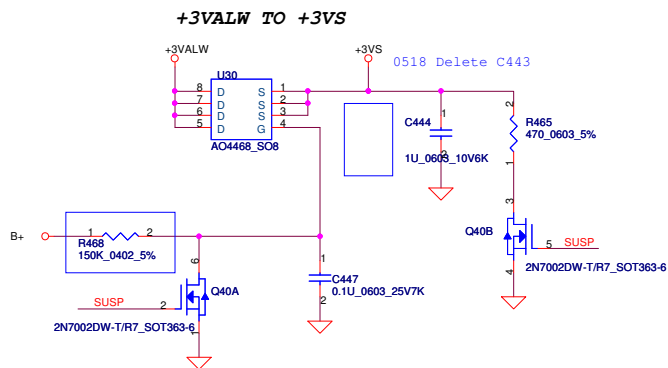 +3VALW TO +3VS
+3VALW
+3VS
0518 Delete C443
U30
8 D S 1
7 D S 2
6 D S 3
5 D G 4
AO4468_SO8
C444
1
2
1U_0603_10V6K
2
R465
470_0603_5%
1
B+
1 2
R468
150K_0402_5%
3
Q40B
5
SUSP
4
2N7002DW-T/R7_SOT363-6
6
Q40A
SUSP
2
1
2N7002DW-T/R7_SOT363-6
1
C447
0.1U_0603_25V7K
2